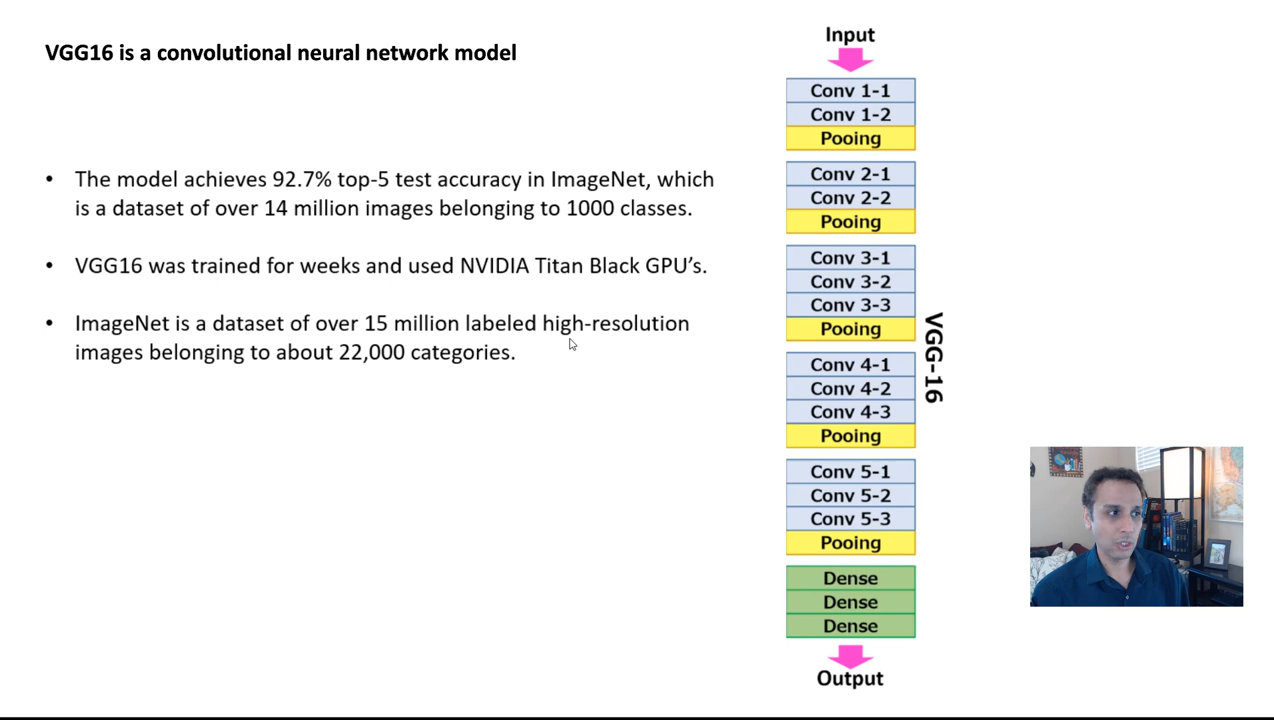 VGG16 is a convolutional neural network model
• The model achieves 92.7% top-5 test accuracy in ImageNet, which
is a dataset of over 14 million images belonging to 1000 classes.
• VGG16 was trained for weeks and used NVIDIA Titan Black GPU’s.
• ImageNet is a dataset of over 15 million labeled high-resolution
images belonging to about 22,000 categories.
Input
Conv 1-1
Conv 1-2
Pooing
Conv 2-1
Conv 2-2
Pooing
Conv 3-1
Conv 3-2
Conv 3-3
Pooing
Conv 4-1
Conv 4-2
Conv 4-3
Pooing
Conv 5-1
Conv 5-2
Conv 5-3
Pooing
Dense
Dense
Dense
Output
VGG-16